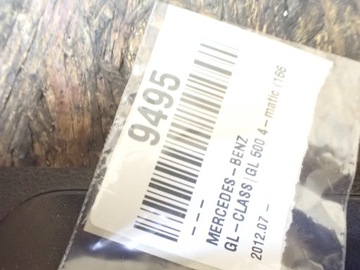 9495
---
MERCEDES-BENZ
GL-CLASS | GL 500 4-matic | 166
2012.07 -